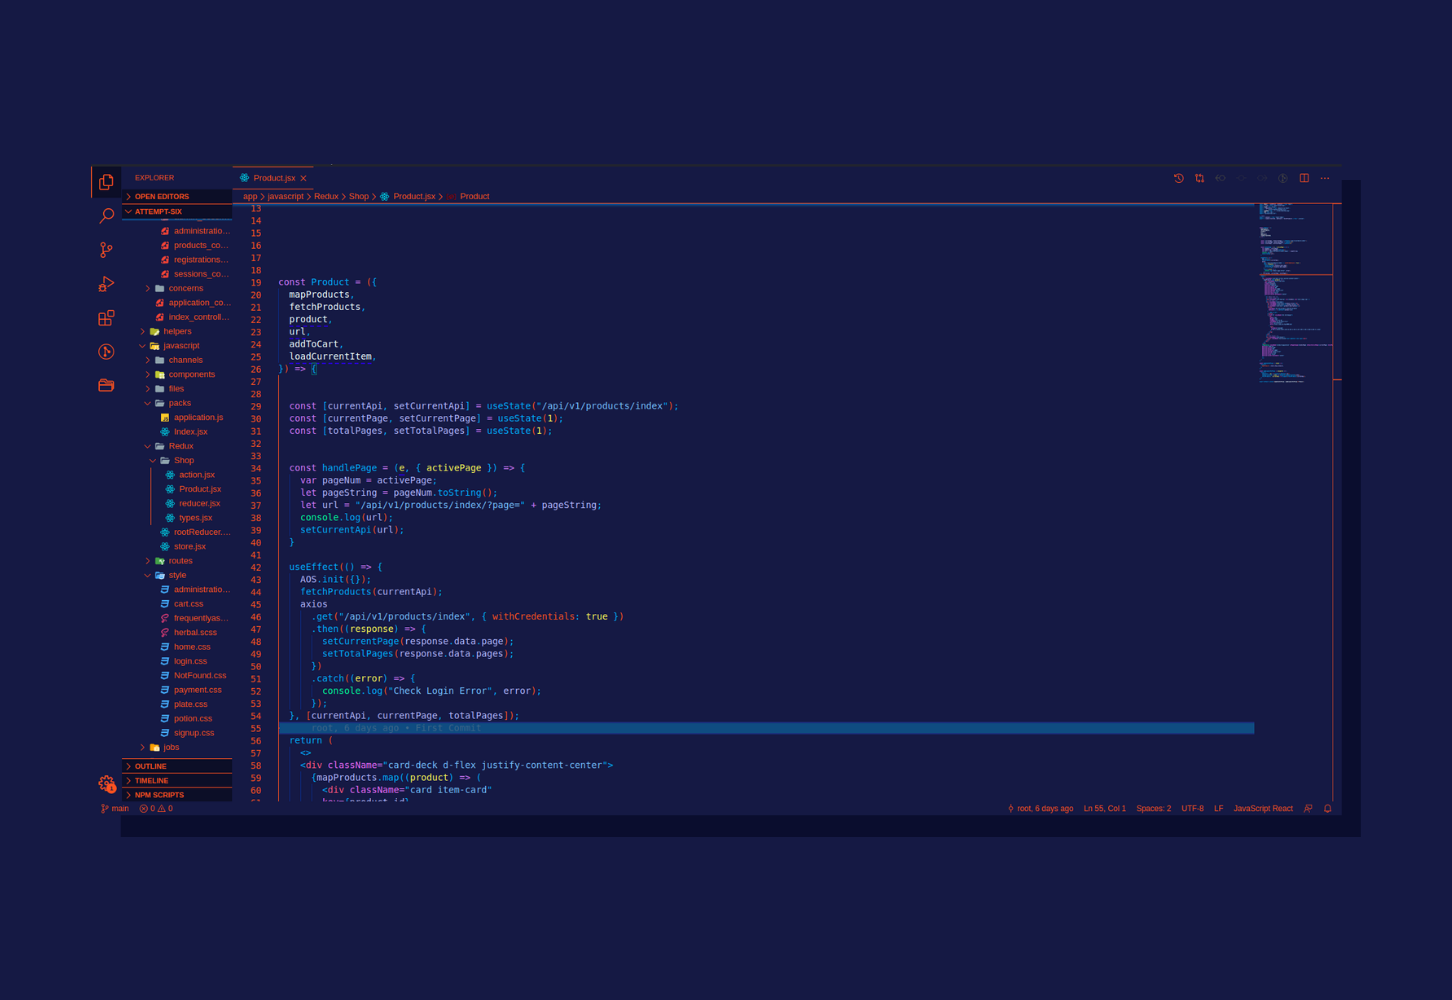 EXPLORER
OPEN EDITORS
ATTEMPT-SIX
administratio...
products_co...
registrations...
sessions_co...
concerns
application_co...
index_controll...
helpers
javascript
channels
components
files
packs
application.js
Index.jsx
Redux
Shop
action.jsx
Product.jsx
reducer.jsx
types.jsx
rootReducer....
store.jsx
routes
style
administratio...
cart.css
frequentlyas...
herbal.scss
home.css
login.css
NotFound.css
payment.css
plate.css
potion.css
signup.css
jobs
OUTLINE
TIMELINE
NPM SCRIPTS
Product.jsx
app > javascript > Redux > Shop > Product.jsx > Product
13
14
15
16
17
18
19 const Product = ({
20 mapProducts,
21 fetchProducts,
22 product,
23 url,
24 addToCart,
25 loadCurrentItem,
26 }) => {
27
28
29 const [currentApi, setCurrentApi] = useState("/api/v1/products/index");
30 const [currentPage, setCurrentPage] = useState(1);
31 const [totalPages, setTotalPages] = useState(1);
32
33
34 const handlePage = (e, { activePage }) => {
35 var pageNum = activePage;
36 let pageString = pageNum.toString();
37 let url = "/api/v1/products/index/?page=" + pageString;
38 console.log(url);
39 setCurrentApi(url);
40 }
41
42 useEffect(() => {
43 AOS.init({});
44 fetchProducts(currentApi);
45 axios
46 .get("/api/v1/products/index", { withCredentials: true })
47 .then((response) => {
48 setCurrentPage(response.data.page);
49 setTotalPages(response.data.pages);
50 })
51 .catch((error) => {
52 console.log("Check Login Error", error);
53 });
54 }, [currentApi, currentPage, totalPages]);
55 root, 6 days ago • First Commit
56 return (
57 <>
58 <div className="card-deck d-flex justify-content-center">
59 {mapProducts.map((product) => (
60 <div className="card item-card"
61 key={product.id}
1
main 0 0
root, 6 days ago Ln 55, Col 1 Spaces: 2 UTF-8 LF JavaScript React